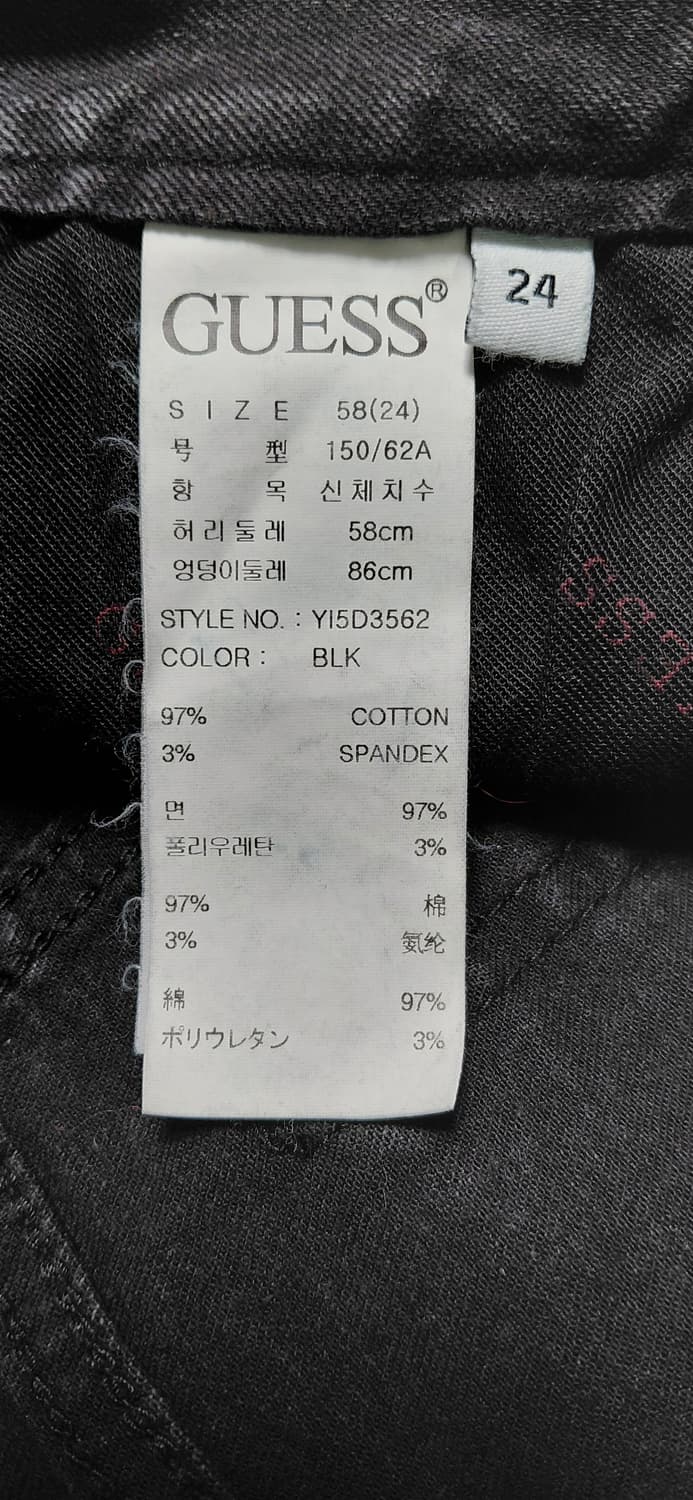 GUESS®
24
SIZE 58(24)
号型 150/62A
항목 신체치수
허리둘레 58cm
엉덩이둘레 86cm
STYLE NO. : YI5D3562
COLOR : BLK
97% COTTON
3% SPANDEX
면 97%
폴리우레탄 3%
97% 棉
3% 氨纶
綿 97%
ポリウレタン 3%